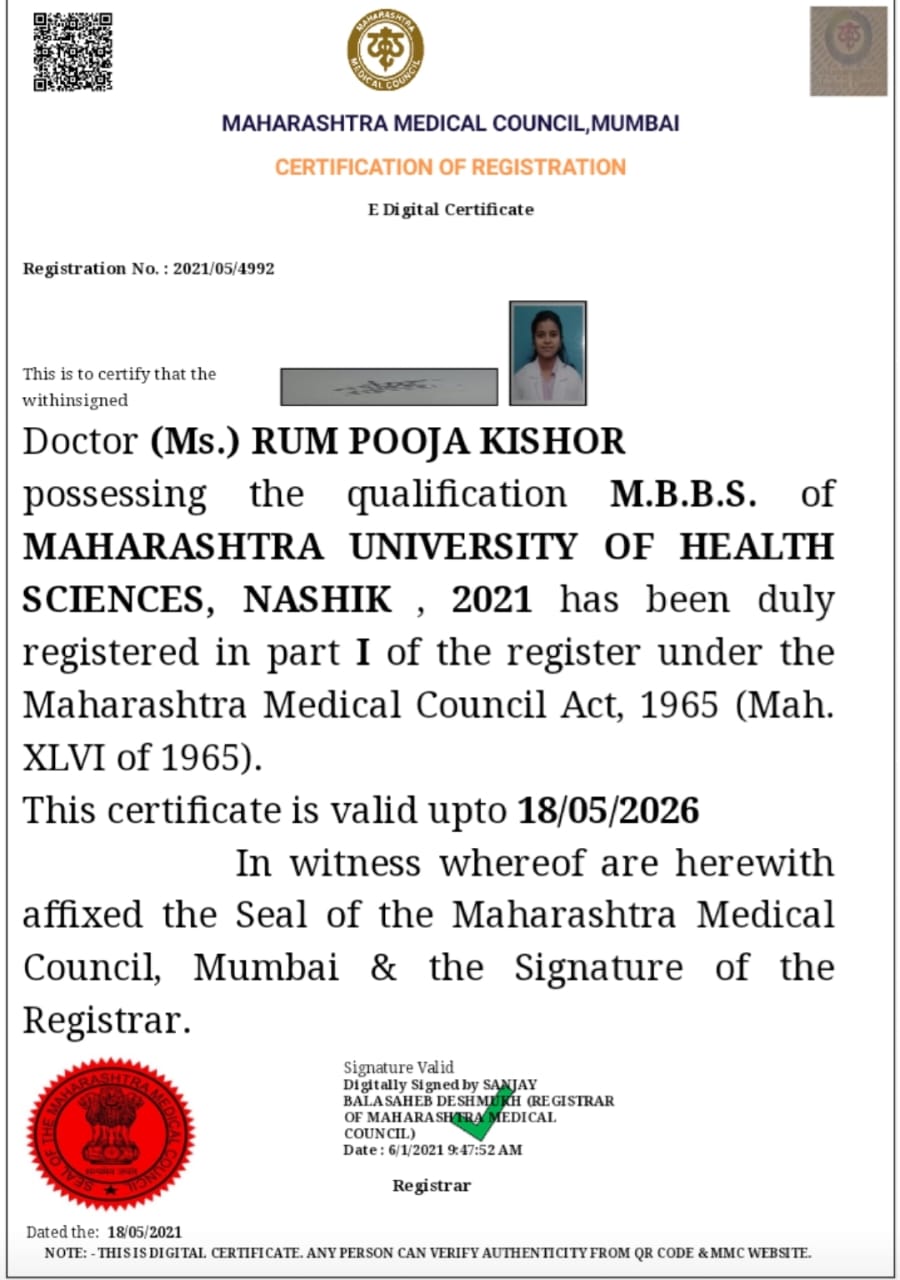 MAHARASHTRA
MEDICAL COUNCIL
MAHARASHTRA MEDICAL COUNCIL,MUMBAI
CERTIFICATION OF REGISTRATION
E Digital Certificate
Registration No. : 2021/05/4992
This is to certify that the
withinsigned
Doctor (Ms.) RUM POOJA KISHOR
possessing the qualification M.B.B.S. of
MAHARASHTRA UNIVERSITY OF HEALTH
SCIENCES, NASHIK , 2021 has been duly
registered in part I of the register under the
Maharashtra Medical Council Act, 1965 (Mah.
XLVI of 1965).
This certificate is valid upto 18/05/2026
In witness whereof are herewith
affixed the Seal of the Maharashtra Medical
Council, Mumbai & the Signature of the
Registrar.
SEAL OF THE MAHARASHTRA MEDICAL COUNCIL
सत्यमेव जयते
Signature Valid
Digitally Signed by SANJAY
BALASAHEB DESHMUKH (REGISTRAR
OF MAHARASHTRA MEDICAL
COUNCIL)
Date : 6/1/2021 9:47:52 AM
Registrar
Dated the: 18/05/2021
NOTE: - THIS IS DIGITAL CERTIFICATE. ANY PERSON CAN VERIFY AUTHENTICITY FROM QR CODE & MMC WEBSITE.